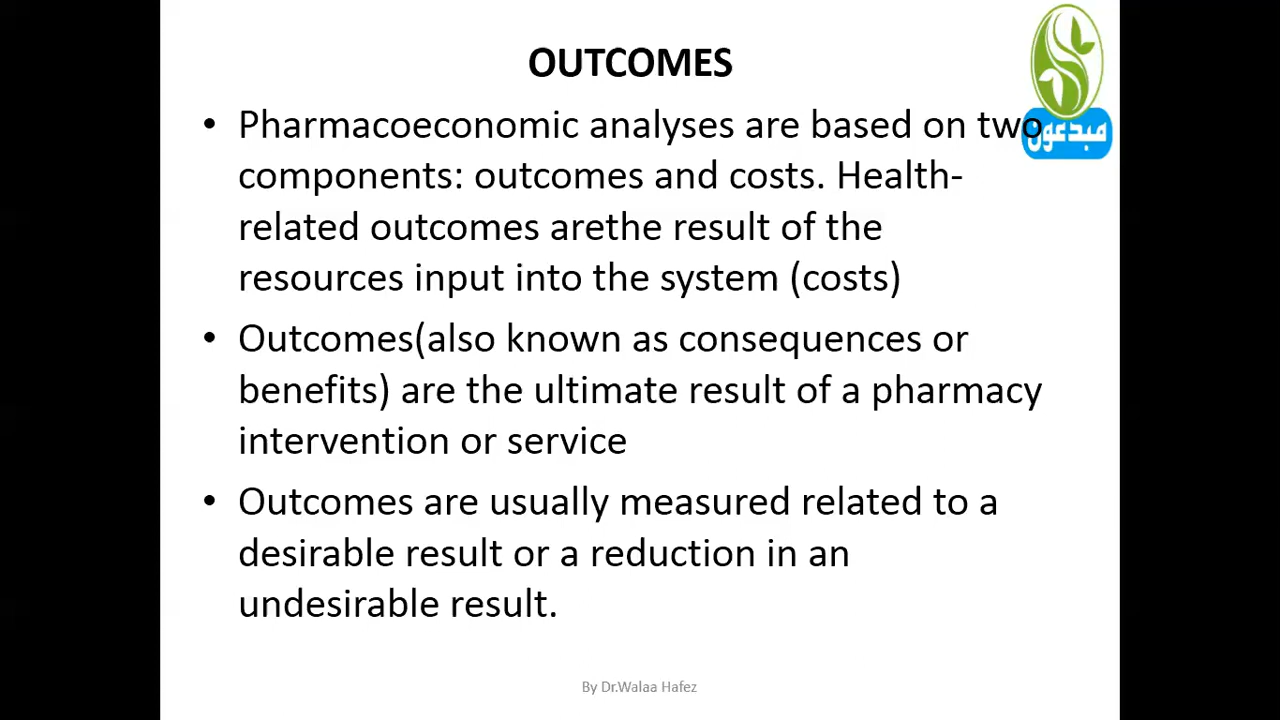 OUTCOMES
• Pharmacoeconomic analyses are based on two
components: outcomes and costs. Health-
related outcomes arethe result of the
resources input into the system (costs)
• Outcomes(also known as consequences or
benefits) are the ultimate result of a pharmacy
intervention or service
• Outcomes are usually measured related to a
desirable result or a reduction in an
undesirable result.
مبدعون
By Dr.Walaa Hafez